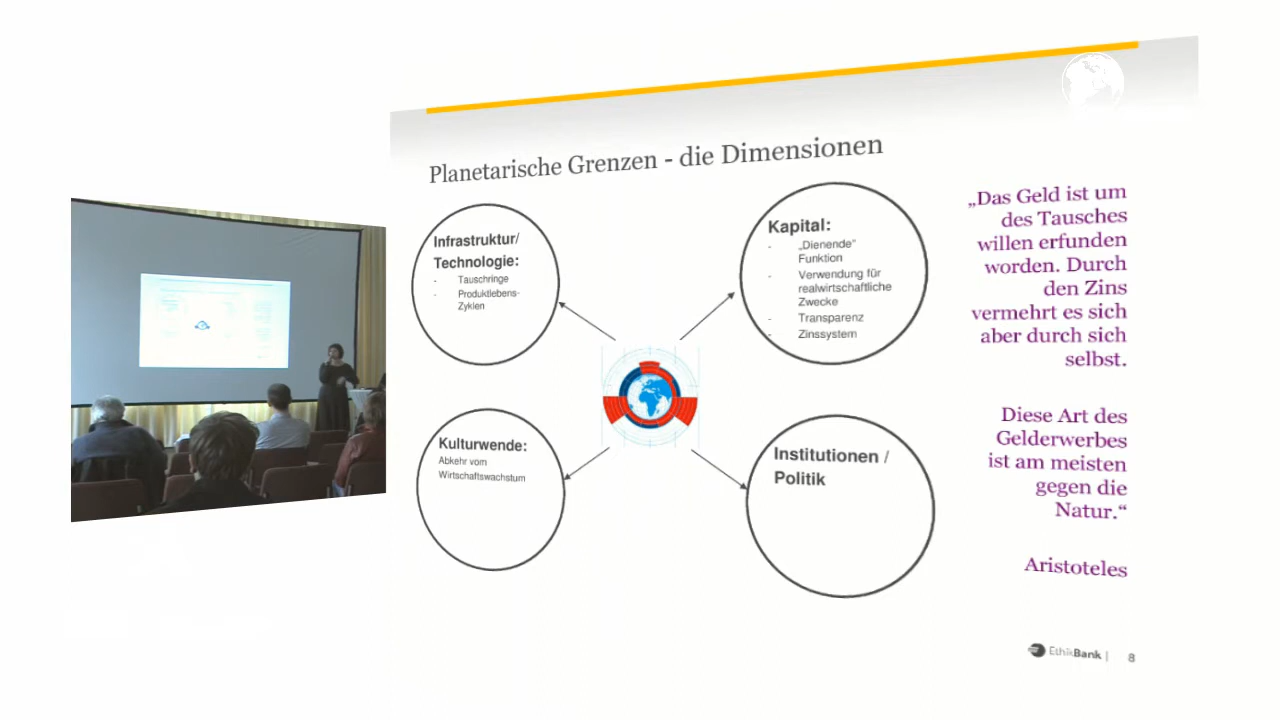 Planetarische Grenzen - die Dimensionen
Infrastruktur/
Technologie:
- Tauschringe
- Produktlebens-
Zyklen
Kapital:
- „Dienende“
Funktion
- Verwendung für
realwirtschaftliche
Zwecke
- Transparenz
- Zinssystem
Kulturwende:
Abkehr vom
Wirtschaftswachstum
Institutionen /
Politik
„Das Geld ist um
des Tausches
willen erfunden
worden. Durch
den Zins
vermehrt es sich
aber durch sich
selbst.
Diese Art des
Gelderwerbes
ist am meisten
gegen die
Natur.“
Aristoteles
EthikBank | 8